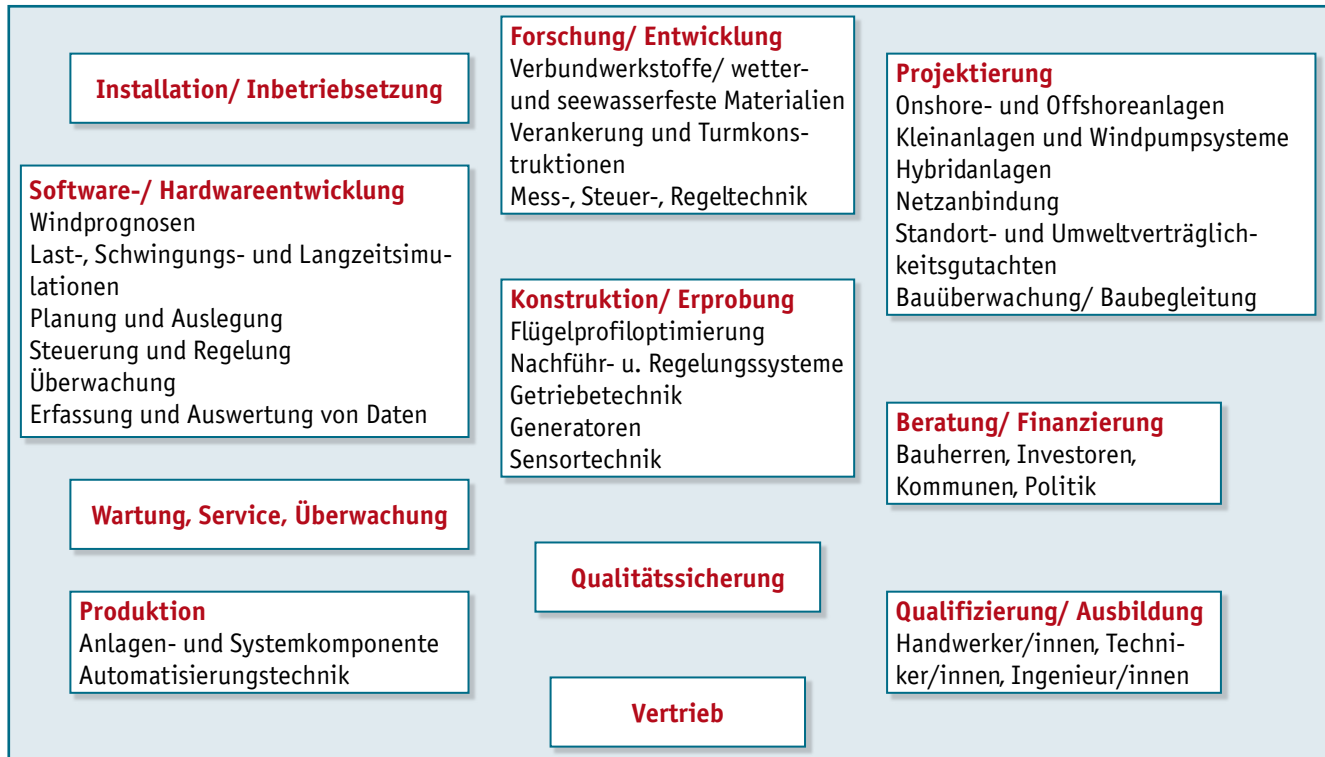 Installation/ Inbetriebsetzung
Software-/ Hardwareentwicklung
Windprognosen
Last-, Schwingungs- und Langzeitsimu-
lationen
Planung und Auslegung
Steuerung und Regelung
Überwachung
Erfassung und Auswertung von Daten
Wartung, Service, Überwachung
Produktion
Anlagen- und Systemkomponente
Automatisierungstechnik
Forschung/ Entwicklung
Verbundwerkstoffe/ wetter-
und seewasserfeste Materialien
Verankerung und Turmkons-
truktionen
Mess-, Steuer-, Regeltechnik
Konstruktion/ Erprobung
Flügelprofiloptimierung
Nachführ- u. Regelungssysteme
Getriebetechnik
Generatoren
Sensortechnik
Qualitätssicherung
Vertrieb
Projektierung
Onshore- und Offshoreanlagen
Kleinanlagen und Windpumpsysteme
Hybridanlagen
Netzanbindung
Standort- und Umweltverträglich-
keitsgutachten
Bauüberwachung/ Baubegleitung
Beratung/ Finanzierung
Bauherren, Investoren,
Kommunen, Politik
Qualifizierung/ Ausbildung
Handwerker/innen, Techni-
ker/innen, Ingenieur/innen